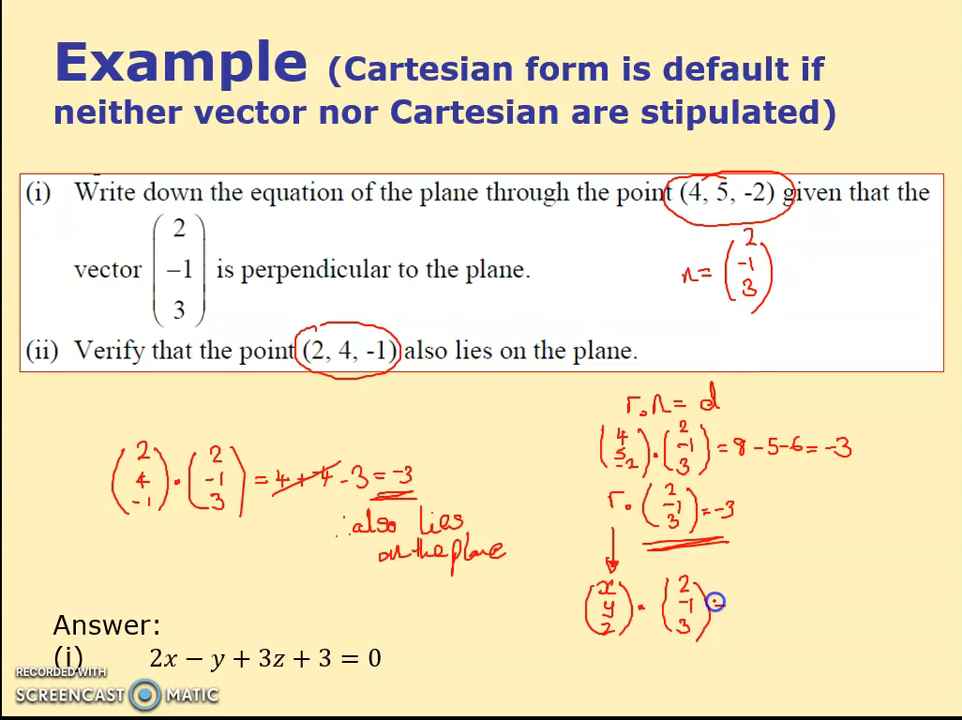 Example (Cartesian form is default if
neither vector nor Cartesian are stipulated)
(i) Write down the equation of the plane through the point (4, 5, -2) given that the
vector (2 −1 3) is perpendicular to the plane.
n = (2 -1 3)
(ii) Verify that the point (2, 4, -1) also lies on the plane.
r.n = d
(4 5 -2) . (2 -1 3) = 8 - 5 - 6 = -3
r. (2 -1 3) = -3
(x y z) . (2 -1 3) =
(2 4 -1) . (2 -1 3) = 4 + -4 - 3 = -3
∴ also lies
on the plane
Answer:
(i) 2x − y + 3z + 3 = 0
RECORDED WITH
SCREENCAST MATIC